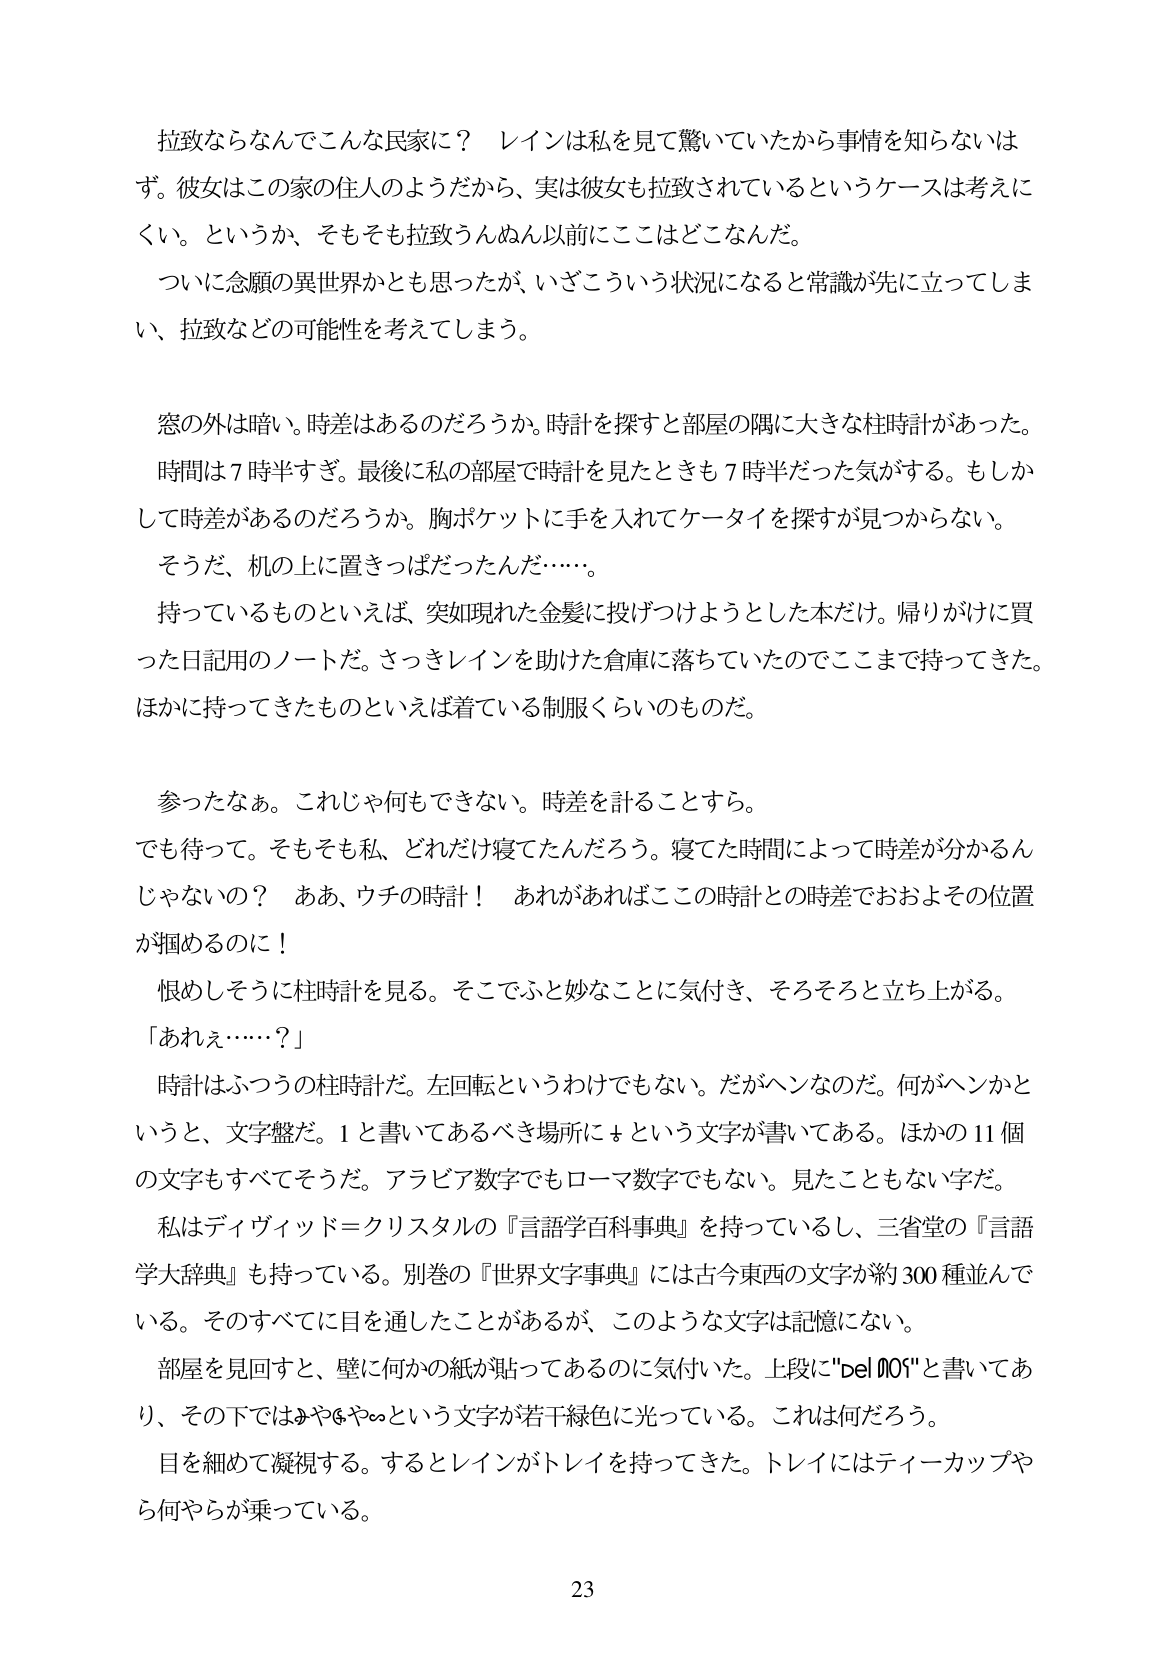 拉致ならなんでこんな民家に？　レインは私を見て驚いていたから事情を知らないは
ず。彼女はこの家の住人のようだから、実は彼女も拉致されているというケースは考えに
くい。というか、そもそも拉致うんぬん以前にここはどこなんだ。
ついに念願の異世界かとも思ったが、いざこういう状況になると常識が先に立ってしま
い、拉致などの可能性を考えてしまう。
窓の外は暗い。時差はあるのだろうか。時計を探すと部屋の隅に大きな柱時計があった。
時間は７時半すぎ。最後に私の部屋で時計を見たときも７時半だった気がする。もしか
して時差があるのだろうか。胸ポケットに手を入れてケータイを探すが見つからない。
そうだ、机の上に置きっぱだったんだ……。
持っているものといえば、突如現れた金髪に投げつけようとした本だけ。帰りがけに買
った日記用のノートだ。さっきレインを助けた倉庫に落ちていたのでここまで持ってきた。
ほかに持ってきたものといえば着ている制服くらいのものだ。
参ったなぁ。これじゃ何もできない。時差を計ることすら。
でも待って。そもそも私、どれだけ寝てたんだろう。寝てた時間によって時差が分かるん
じゃないの？　ああ、ウチの時計！　あれがあればここの時計との時差でおおよその位置
が掴めるのに！
恨めしそうに柱時計を見る。そこでふと妙なことに気付き、そろそろと立ち上がる。
「あれぇ……？」
時計はふつうの柱時計だ。左回転というわけでもない。だがヘンなのだ。何がヘンかと
いうと、文字盤だ。1 と書いてあるべき場所にという文字が書いてある。ほかの 11 個
の文字もすべてそうだ。アラビア数字でもローマ数字でもない。見たこともない字だ。
私はディヴィッド＝クリスタルの『言語学百科事典』を持っているし、三省堂の『言語
学大辞典』も持っている。別巻の『世界文字事典』には古今東西の文字が約 300 種並んで
いる。そのすべてに目を通したことがあるが、このような文字は記憶にない。
部屋を見回すと、壁に何かの紙が貼ってあるのに気付いた。上段に""と書いてあ
り、その下ではややという文字が若干緑色に光っている。これは何だろう。
目を細めて凝視する。するとレインがトレイを持ってきた。トレイにはティーカップや
ら何やらが乗っている。
23